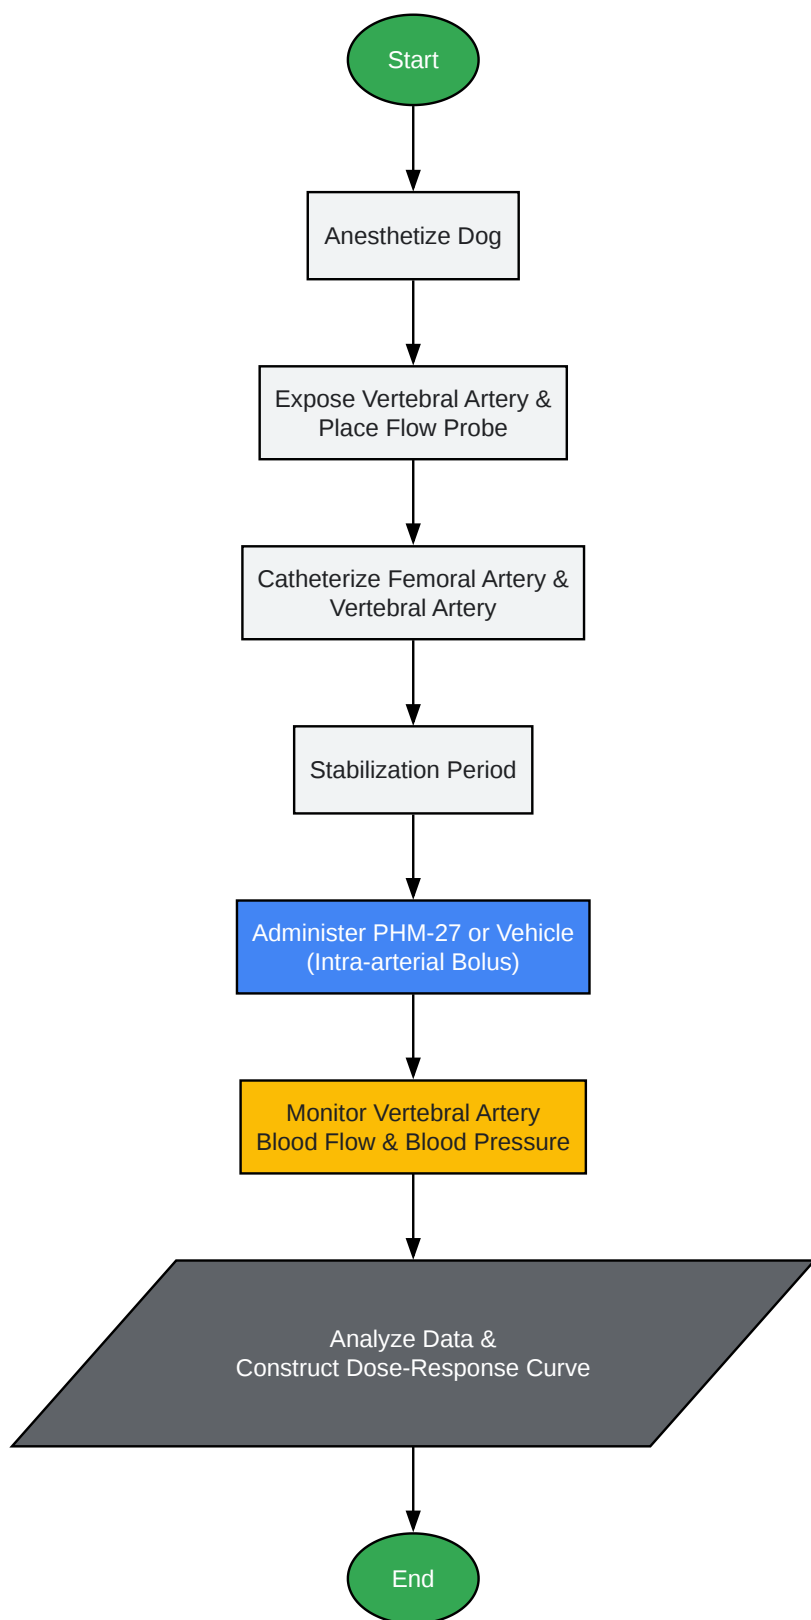 Start
Anesthetize Dog
Expose Vertebral Artery &
Place Flow Probe
Catheterize Femoral Artery &
Vertebral Artery
Stabilization Period
Administer PHM-27 or Vehicle
(Intra-arterial Bolus)
Monitor Vertebral Artery
Blood Flow & Blood Pressure
Analyze Data &
Construct Dose-Response Curve
End